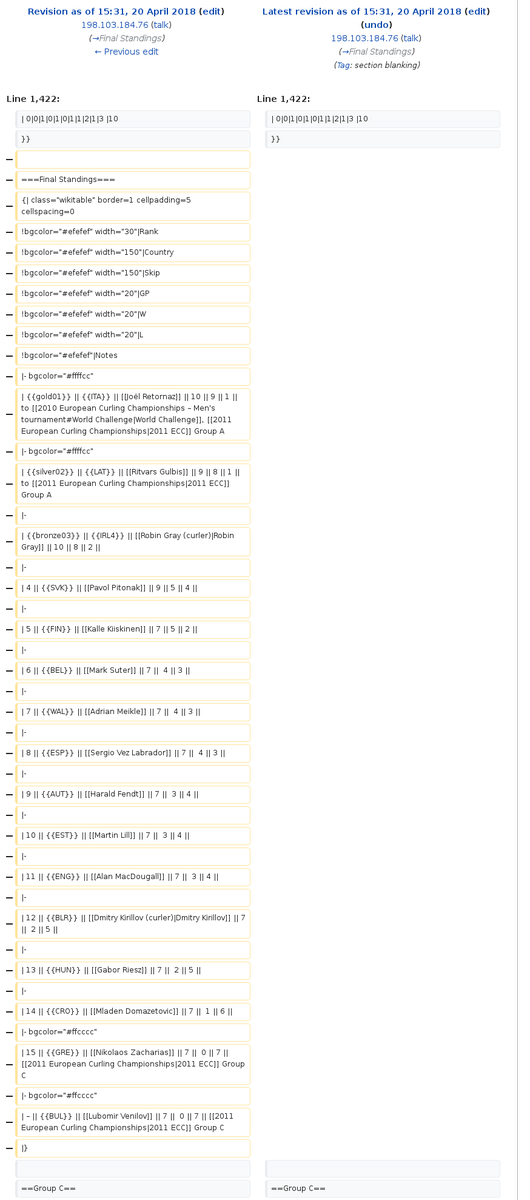 Revision as of 15:31, 20 April 2018 (edit)
198.103.184.76 (talk)
(→Final Standings)
← Previous edit
Latest revision as of 15:31, 20 April 2018 (edit)
(undo)
198.103.184.76 (talk)
(→Final Standings)
(Tag: section blanking)
Line 1,422:
Line 1,422:
| 0|0|1|0|1|0|1|1|2|1|3 |10
| 0|0|1|0|1|0|1|1|2|1|3 |10
}}
}}
−
− ===Final Standings===
− {| class="wikitable" border=1 cellpadding=5
cellspacing=0
− !bgcolor="#efefef" width="30"|Rank
− !bgcolor="#efefef" width="150"|Country
− !bgcolor="#efefef" width="150"|Skip
− !bgcolor="#efefef" width="20"|GP
− !bgcolor="#efefef" width="20"|W
− !bgcolor="#efefef" width="20"|L
− !bgcolor="#efefef"|Notes
− |- bgcolor="#ffffcc"
− | {{gold01}} || {{ITA}} || [[Joël Retornaz]] || 10 || 9 || 1 ||
to [[2010 European Curling Championships – Men's
tournament#World Challenge|World Challenge]], [[2011
European Curling Championships|2011 ECC]] Group A
− |- bgcolor="#ffffcc"
− | {{silver02}} || {{LAT}} || [[Ritvars Gulbis]] || 9 || 8 || 1 ||
to [[2011 European Curling Championships|2011 ECC]]
Group A
− |-
− | {{bronze03}} || {{IRL4}} || [[Robin Gray (curler)|Robin
Gray]] || 10 || 8 || 2 ||
− |-
− | 4 || {{SVK}} || [[Pavol Pitonak]] || 9 || 5 || 4 ||
− |-
− | 5 || {{FIN}} || [[Kalle Kiiskinen]] || 7 || 5 || 2 ||
− |-
− | 6 || {{BEL}} || [[Mark Suter]] || 7 || 4 || 3 ||
− |-
− | 7 || {{WAL}} || [[Adrian Meikle]] || 7 || 4 || 3 ||
− |-
− | 8 || {{ESP}} || [[Sergio Vez Labrador]] || 7 || 4 || 3 ||
− |-
− | 9 || {{AUT}} || [[Harald Fendt]] || 7 || 3 || 4 ||
− |-
− | 10 || {{EST}} || [[Martin Lill]] || 7 || 3 || 4 ||
− |-
− | 11 || {{ENG}} || [[Alan MacDougall]] || 7 || 3 || 4 ||
− |-
− | 12 || {{BLR}} || [[Dmitry Kirillov (curler)|Dmitry Kirillov]] || 7
|| 2 || 5 ||
− |-
− | 13 || {{HUN}} || [[Gabor Riesz]] || 7 || 2 || 5 ||
− |-
− | 14 || {{CRO}} || [[Mladen Domazetovic]] || 7 || 1 || 6 ||
− |- bgcolor="#ffcccc"
− | 15 || {{GRE}} || [[Nikolaos Zacharias]] || 7 || 0 || 7 ||
[[2011 European Curling Championships|2011 ECC]] Group
C
− |- bgcolor="#ffcccc"
− | – || {{BUL}} || [[Lubomir Venilov]] || 7 || 0 || 7 || [[2011
European Curling Championships|2011 ECC]] Group C
− |}
==Group C==
==Group C==